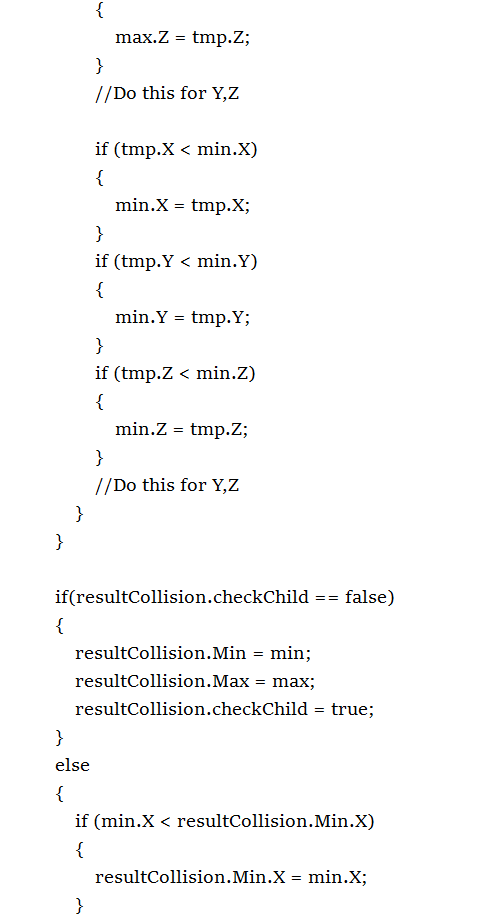 {
max.Z = tmp.Z;
}
//Do this for Y,Z
if (tmp.X < min.X)
{
min.X = tmp.X;
}
if (tmp.Y < min.Y)
{
min.Y = tmp.Y;
}
if (tmp.Z < min.Z)
{
min.Z = tmp.Z;
}
//Do this for Y,Z
}
}
if(resultCollision.checkChild == false)
{
resultCollision.Min = min;
resultCollision.Max = max;
resultCollision.checkChild = true;
}
else
{
if (min.X < resultCollision.Min.X)
{
resultCollision.Min.X = min.X;
}